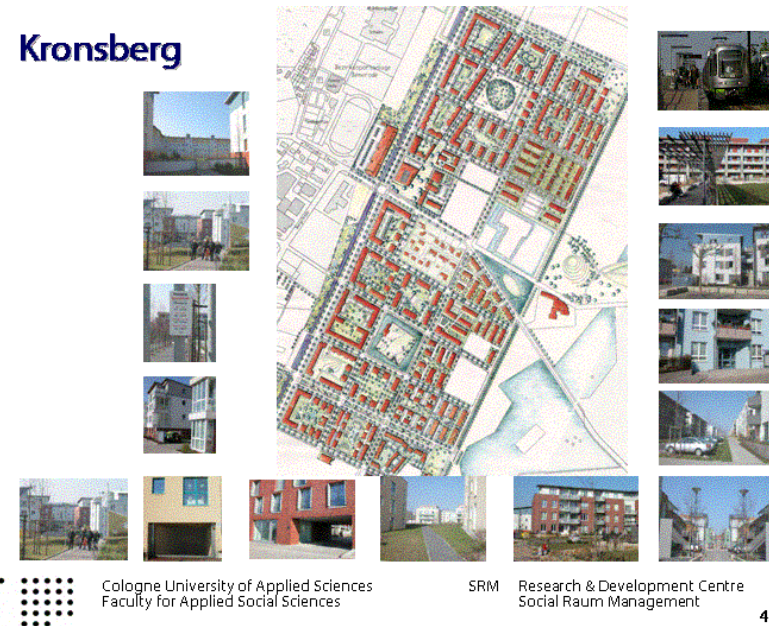 Kronsberg
Cologne University of Applied Sciences
Faculty for Applied Social Sciences
SRM
Research & Development Centre
Social Raum Management
4